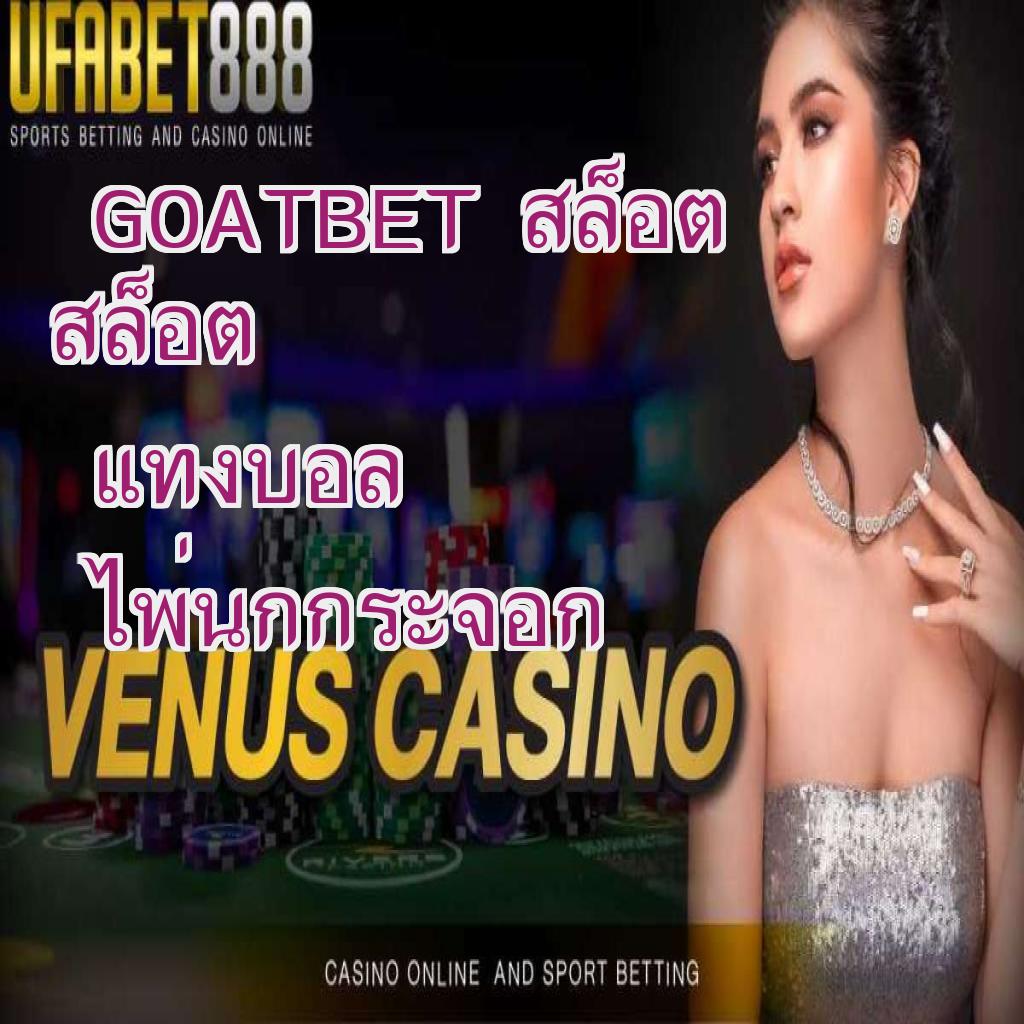 UFABET888
SPORTS BETTING AND CASINO ONLINE
GOATBET สล็อต
สล็อต
แทงบอล
ไพ่นกกระจอก
VENUS CASINO
CASINO ONLINE AND SPORT BETTING